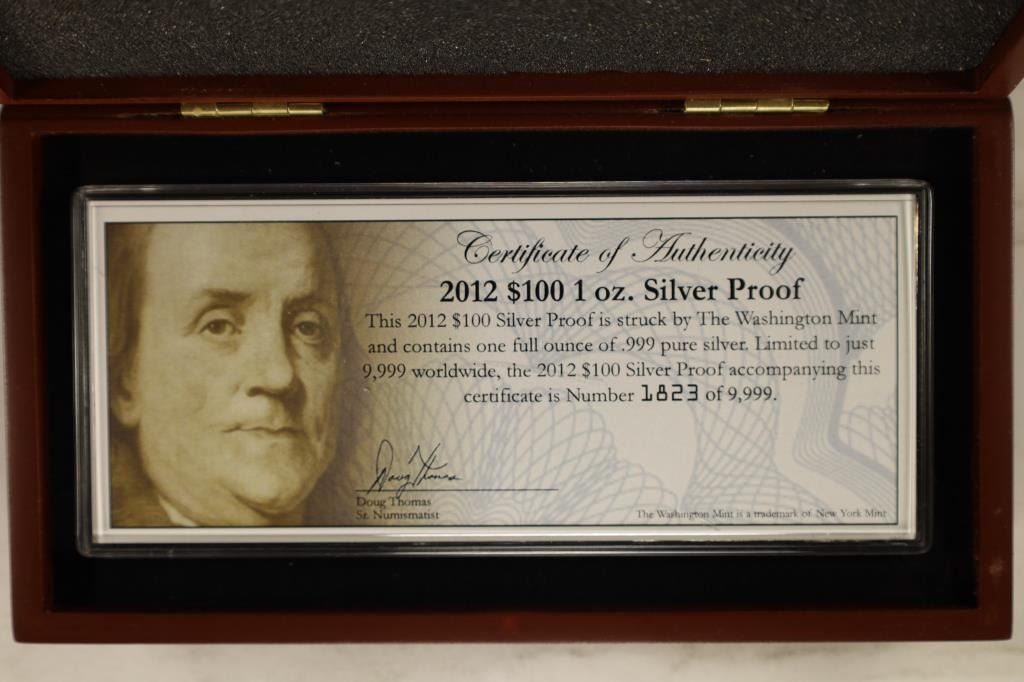 Certificate of Authenticity
2012 $100 1 oz. Silver Proof
This 2012 $100 Silver Proof is struck by The Washington Mint
and contains one full ounce of .999 pure silver. Limited to just
9,999 worldwide, the 2012 $100 Silver Proof accompanying this
certificate is Number 1823 of 9,999.
Doug Thomas
Doug Thomas
Sr. Numismatist
The Washington Mint is a trademark of New York Mint